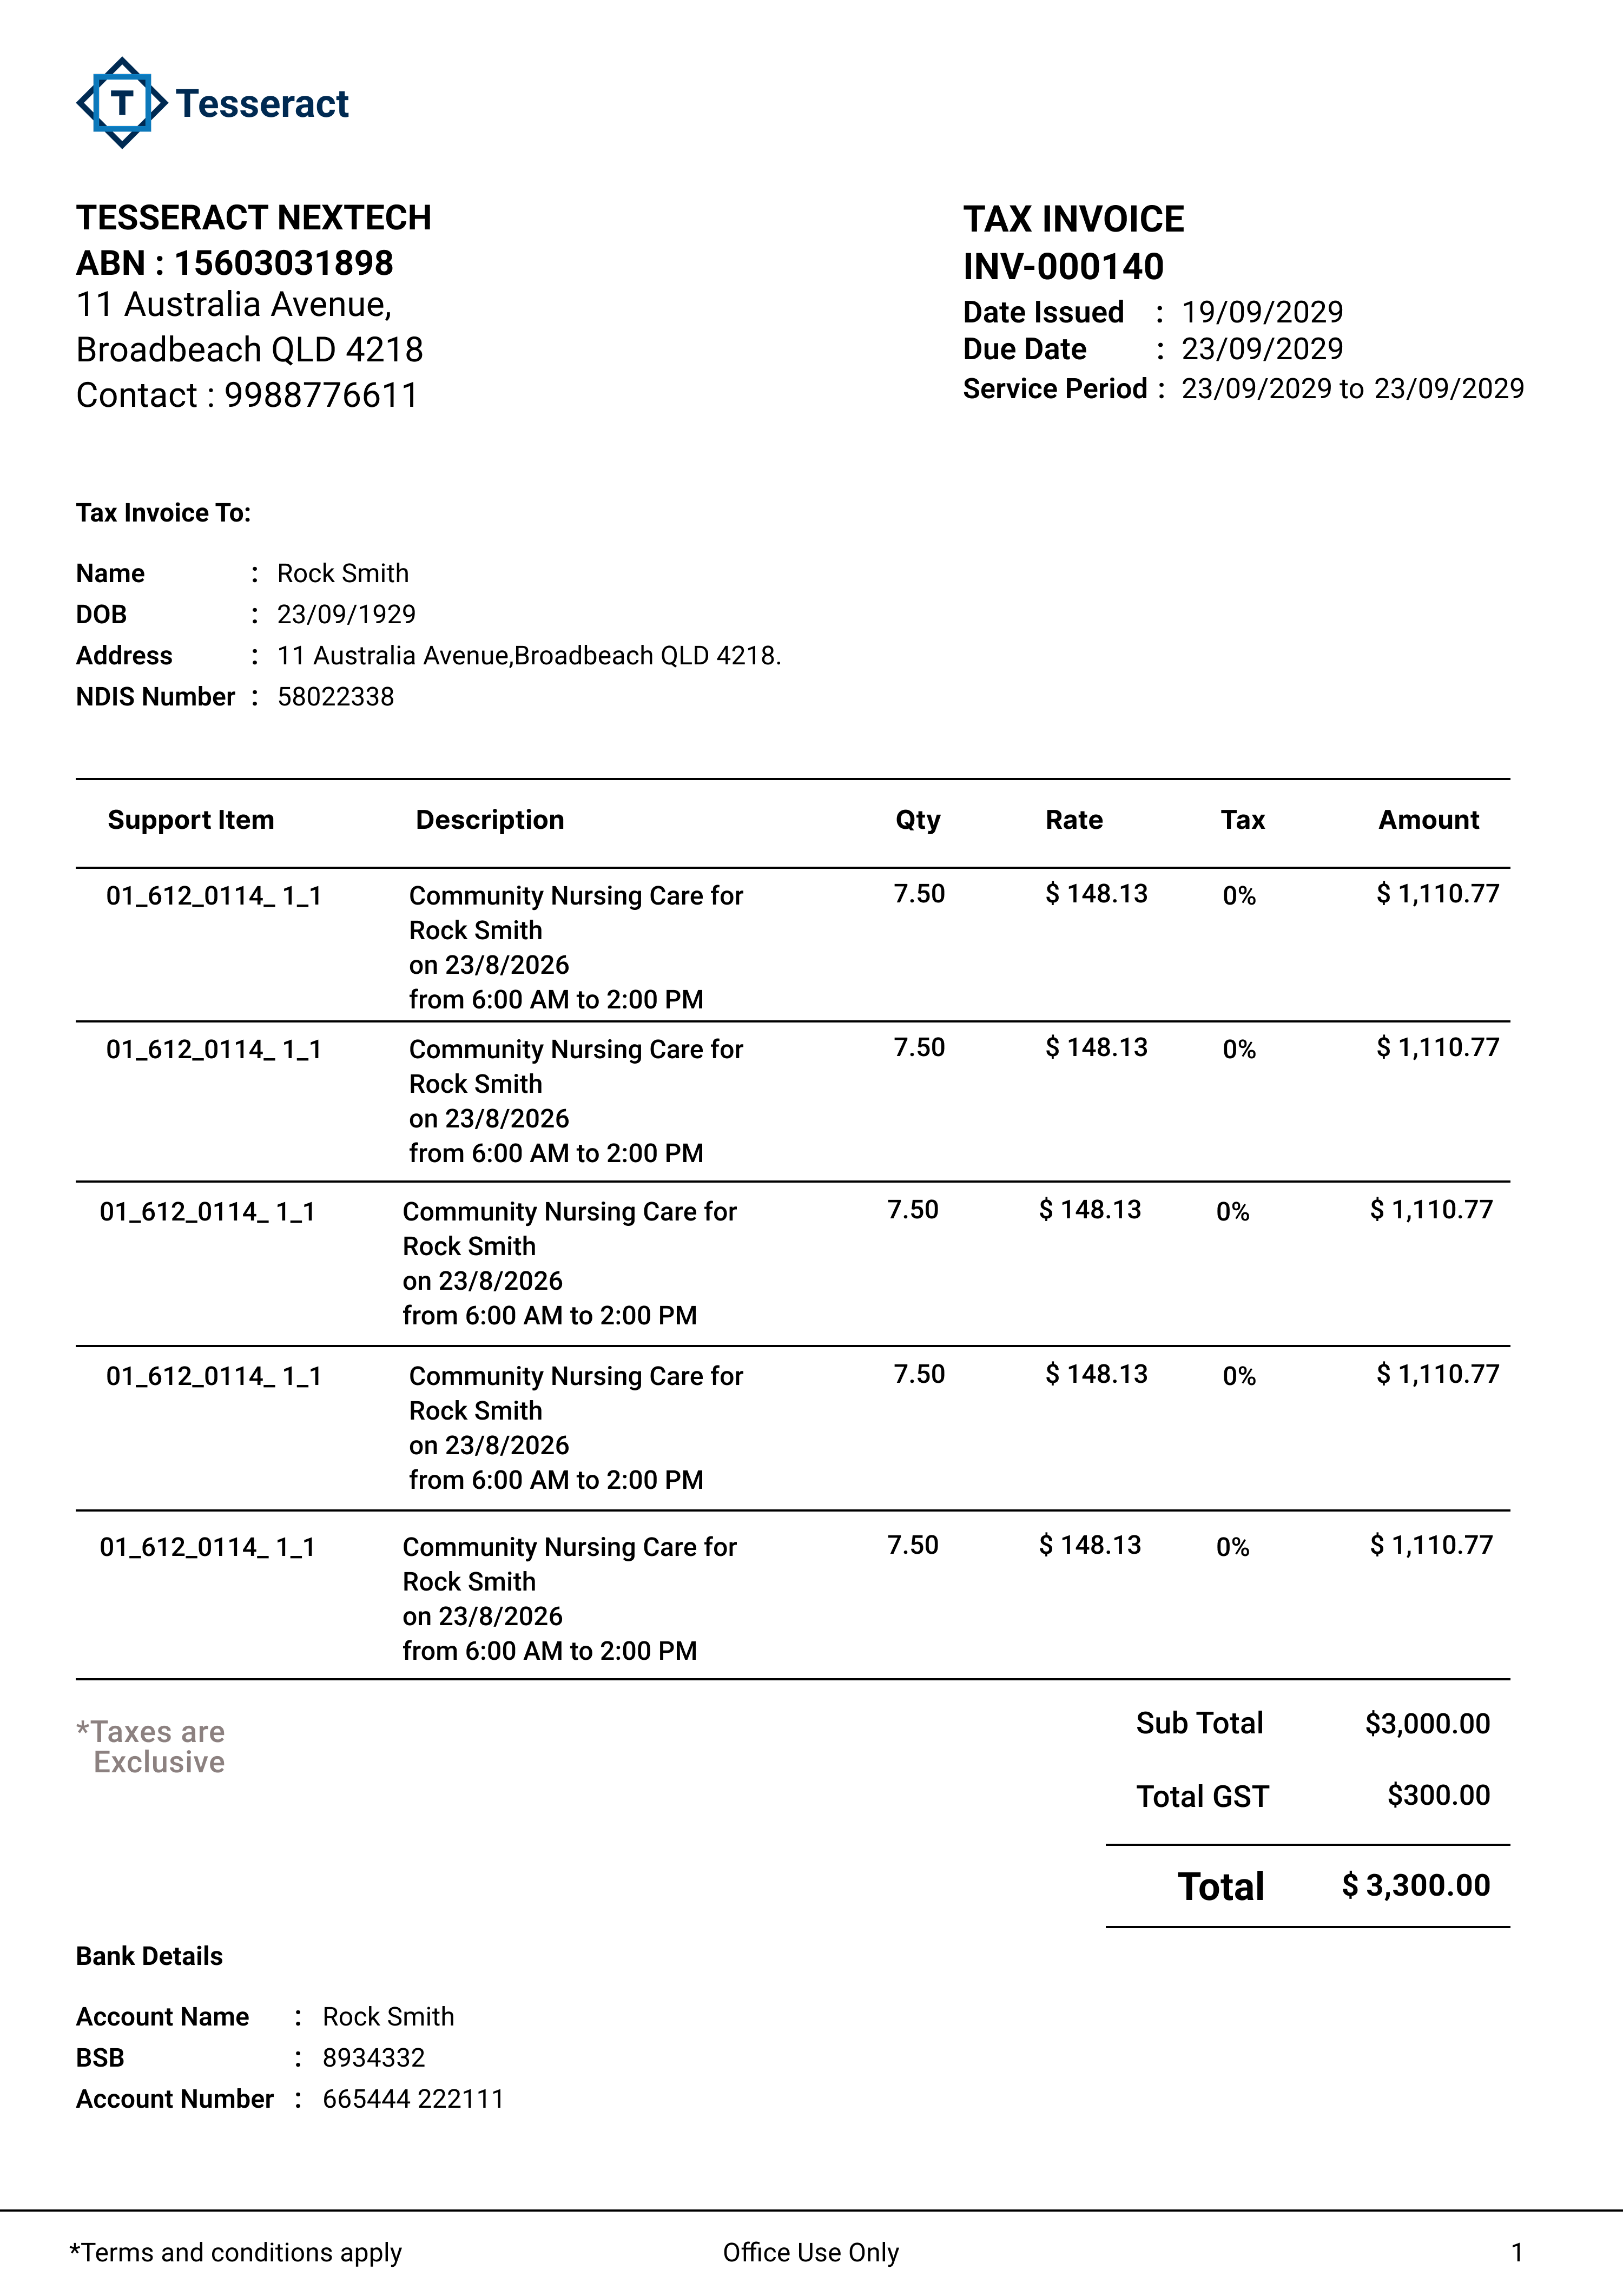 T Tesseract
TESSERACT NEXTECH
ABN : 15603031898
11 Australia Avenue,
Broadbeach QLD 4218
Contact : 9988776611
TAX INVOICE
INV-000140
Date Issued : 19/09/2029
Due Date : 23/09/2029
Service Period : 23/09/2029 to 23/09/2029
Tax Invoice To:
Name : Rock Smith
DOB : 23/09/1929
Address : 11 Australia Avenue,Broadbeach QLD 4218.
NDIS Number : 58022338
Support Item Description Qty Rate Tax Amount
01_612_0114_ 1_1 Community Nursing Care for 7.50 $ 148.13 0% $ 1,110.77
Rock Smith
on 23/8/2026
from 6:00 AM to 2:00 PM
01_612_0114_ 1_1 Community Nursing Care for 7.50 $ 148.13 0% $ 1,110.77
Rock Smith
on 23/8/2026
from 6:00 AM to 2:00 PM
01_612_0114_ 1_1 Community Nursing Care for 7.50 $ 148.13 0% $ 1,110.77
Rock Smith
on 23/8/2026
from 6:00 AM to 2:00 PM
01_612_0114_ 1_1 Community Nursing Care for 7.50 $ 148.13 0% $ 1,110.77
Rock Smith
on 23/8/2026
from 6:00 AM to 2:00 PM
01_612_0114_ 1_1 Community Nursing Care for 7.50 $ 148.13 0% $ 1,110.77
Rock Smith
on 23/8/2026
from 6:00 AM to 2:00 PM
*Taxes are
Exclusive
Sub Total $3,000.00
Total GST $300.00
Total $ 3,300.00
Bank Details
Account Name : Rock Smith
BSB : 8934332
Account Number : 665444 222111
*Terms and conditions apply Office Use Only 1